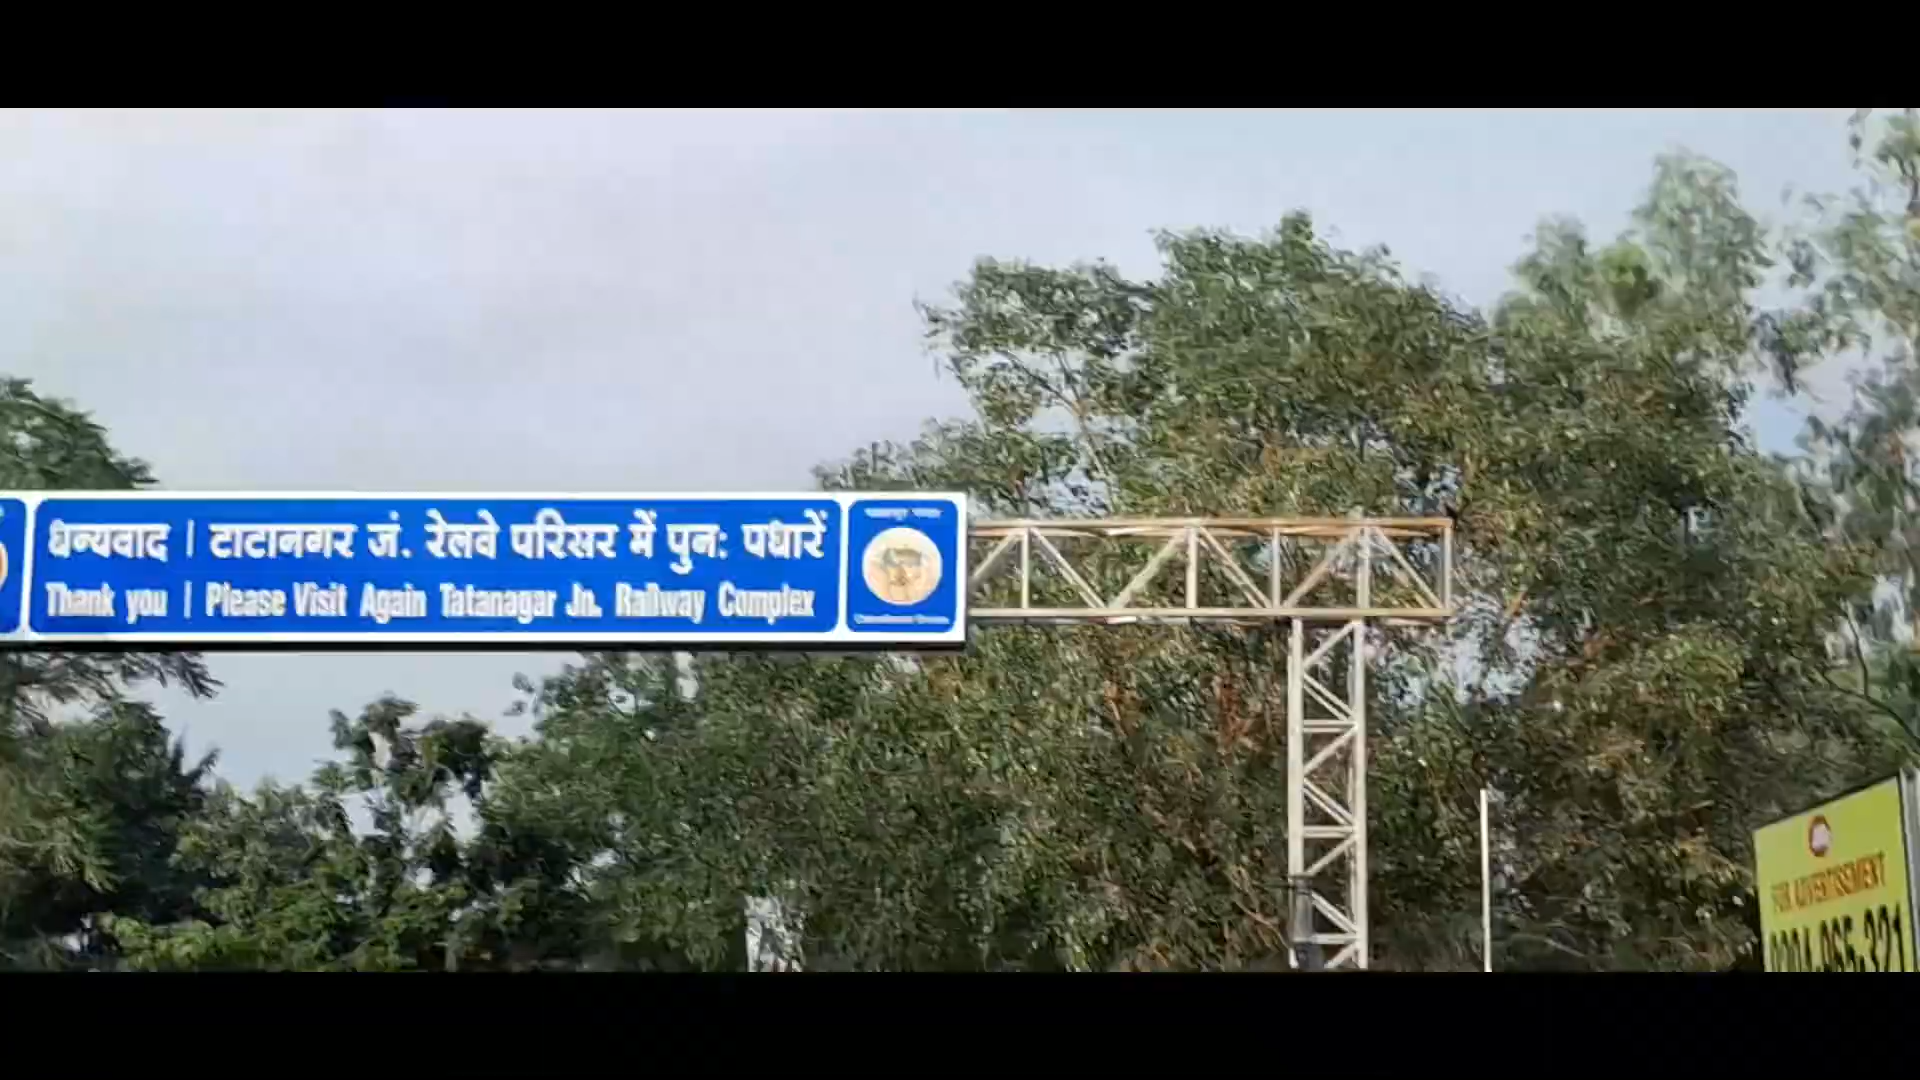 धन्यवाद | टाटानगर जं. रेलवे परिसर में पुन: पधारें
Thank you | Please Visit Again Tatanagar Jn. Railway Complex
FOR ADVERTISEMENT